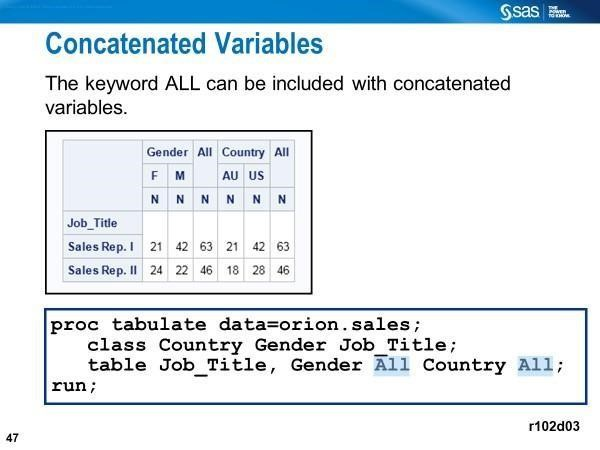 sas THE POWER TO KNOW.
Concatenated Variables
The keyword ALL can be included with concatenated
variables.
Gender All Country All
F M AU US
N N N N N N
Job_Title
Sales Rep. I 21 42 63 21 42 63
Sales Rep. II 24 22 46 18 28 46
proc tabulate data=orion.sales;
class Country Gender Job_Title;
table Job_Title, Gender All Country All;
run;
r102d03
47